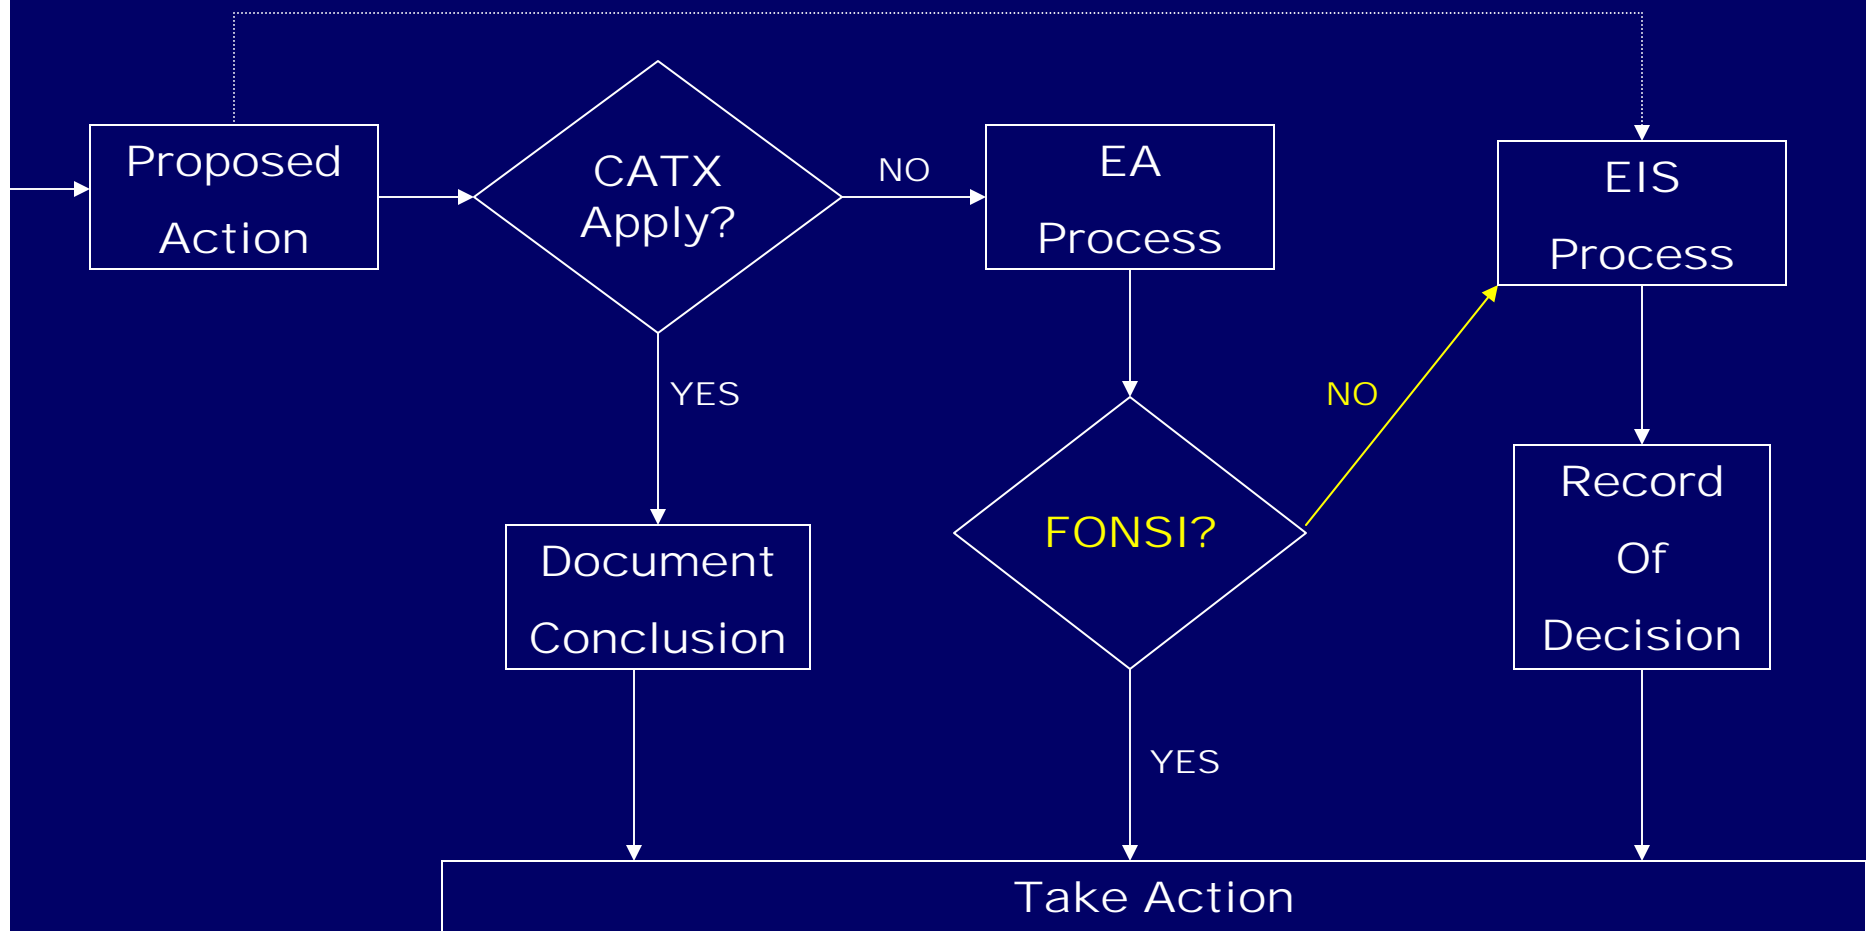 Proposed
Action
CATX
Apply?
NO
EA
Process
EIS
Process
YES
NO
Document
Conclusion
FONSI?
Record
Of
Decision
YES
Take Action